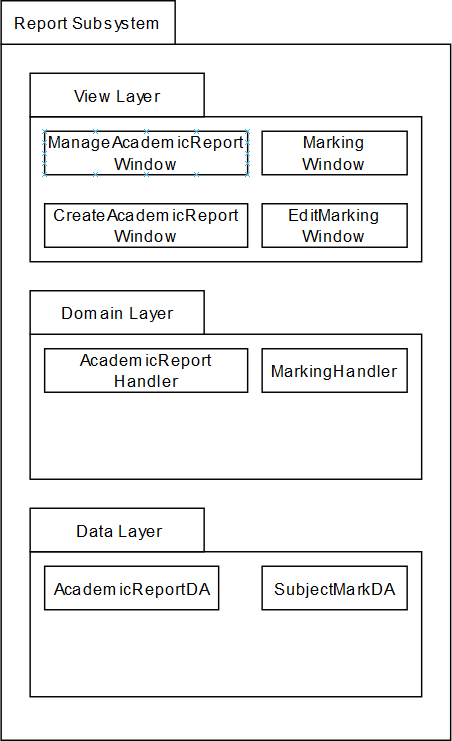 Report Subsystem
View Layer
ManageAcademicReport
Window
Marking
Window
CreateAcademicReport
Window
EditMarking
Window
Domain Layer
AcademicReport
Handler
MarkingHandler
Data Layer
AcademicReportDA
SubjectMarkDA